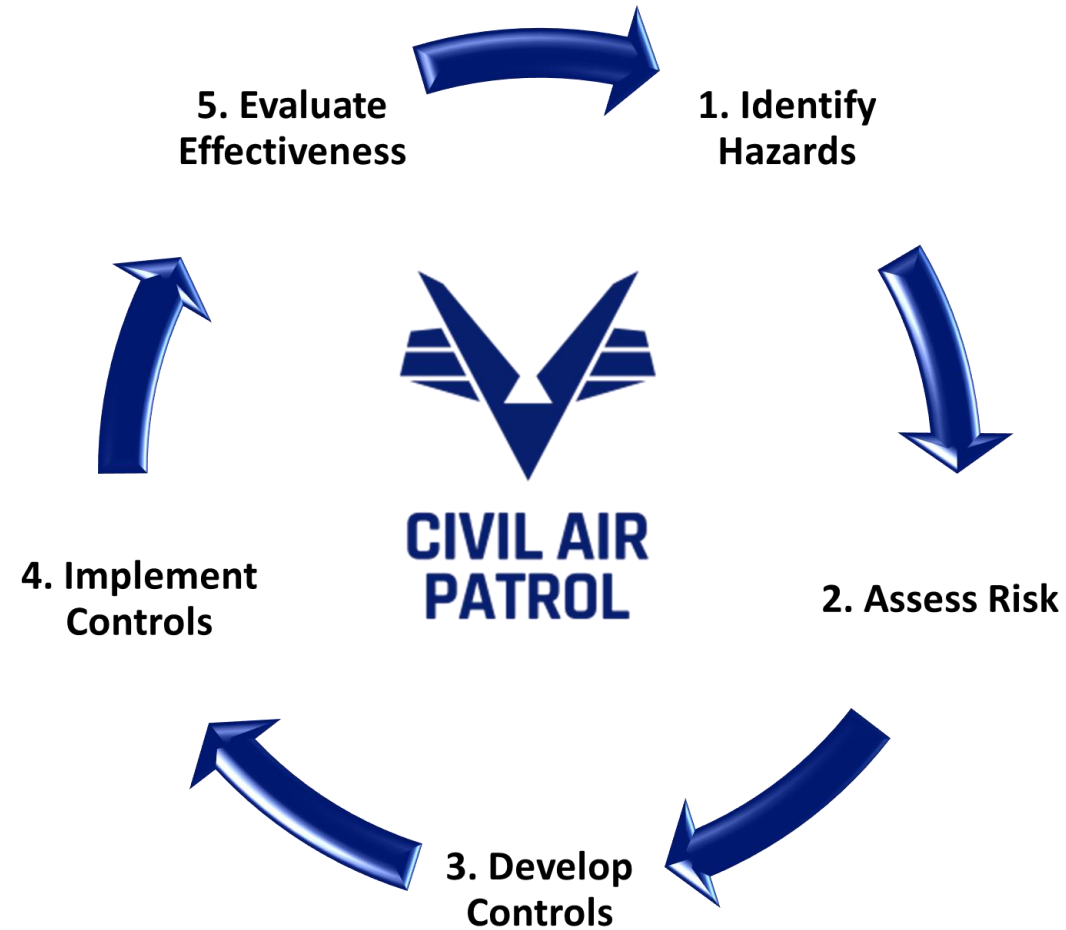 5. Evaluate
Effectiveness
1. Identify
Hazards
CIVIL AIR
PATROL
4. Implement
Controls
2. Assess Risk
3. Develop
Controls